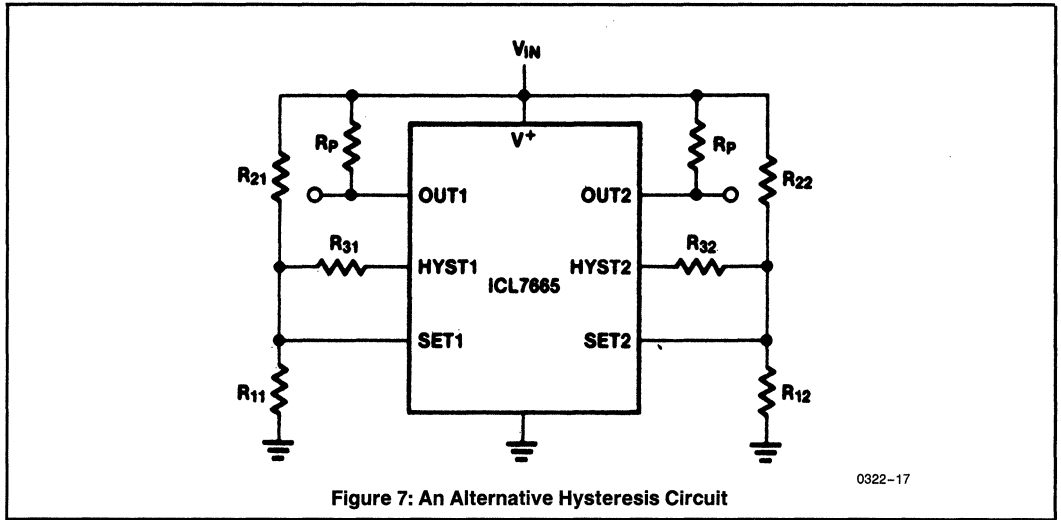 VIN
V+
RP
RP
R21
R22
OUT1
OUT2
R31
R32
HYST1
HYST2
ICL7665
SET1
SET2
R11
R12
0322-17
Figure 7: An Alternative Hysteresis Circuit